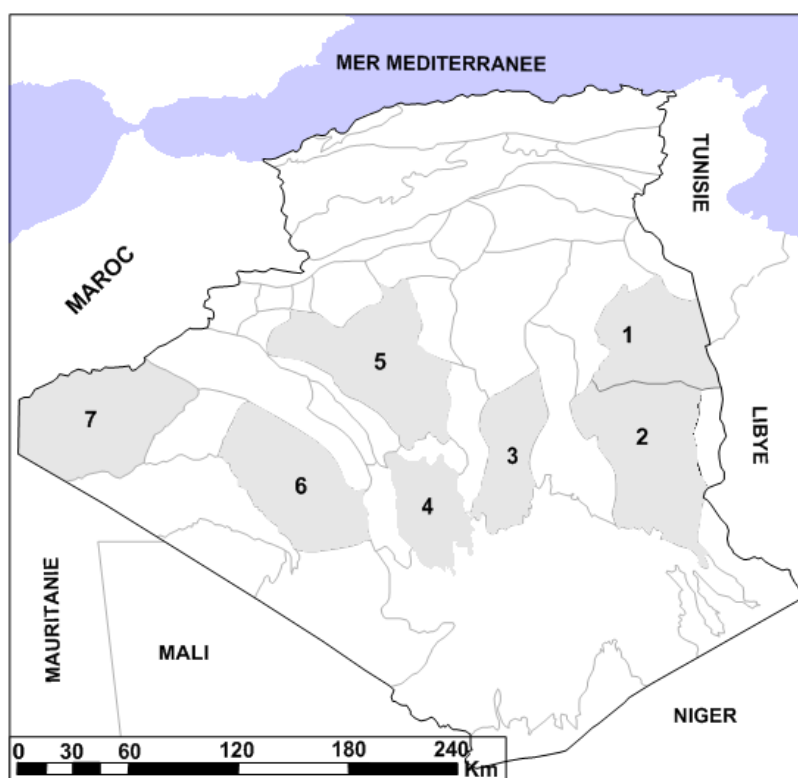 MER MEDITERRANEE
TUNISIE
MAROC
1
5
7
LIBYE
2
3
6
4
MAURITANIE
MALI
NIGER
0 30 60 120 180 240
Km